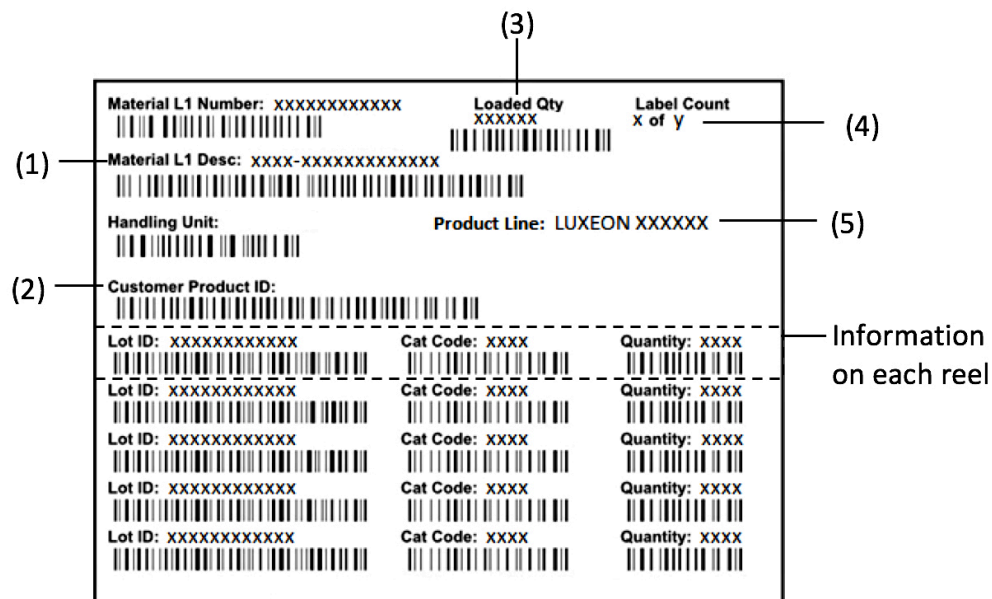 (3)
Material L1 Number: XXXXXXXXXXXX Loaded Qty Label Count
XXXXXX x of y (4)
(1) Material L1 Desc: XXXX-XXXXXXXXXXXXX
Handling Unit: Product Line: LUXEON XXXXXX (5)
(2) Customer Product ID:
Lot ID: XXXXXXXXXXXX Cat Code: XXXX Quantity: XXXX Information
on each reel
Lot ID: XXXXXXXXXXXX Cat Code: XXXX Quantity: XXXX
Lot ID: XXXXXXXXXXXX Cat Code: XXXX Quantity: XXXX
Lot ID: XXXXXXXXXXXX Cat Code: XXXX Quantity: XXXX
Lot ID: XXXXXXXXXXXX Cat Code: XXXX Quantity: XXXX